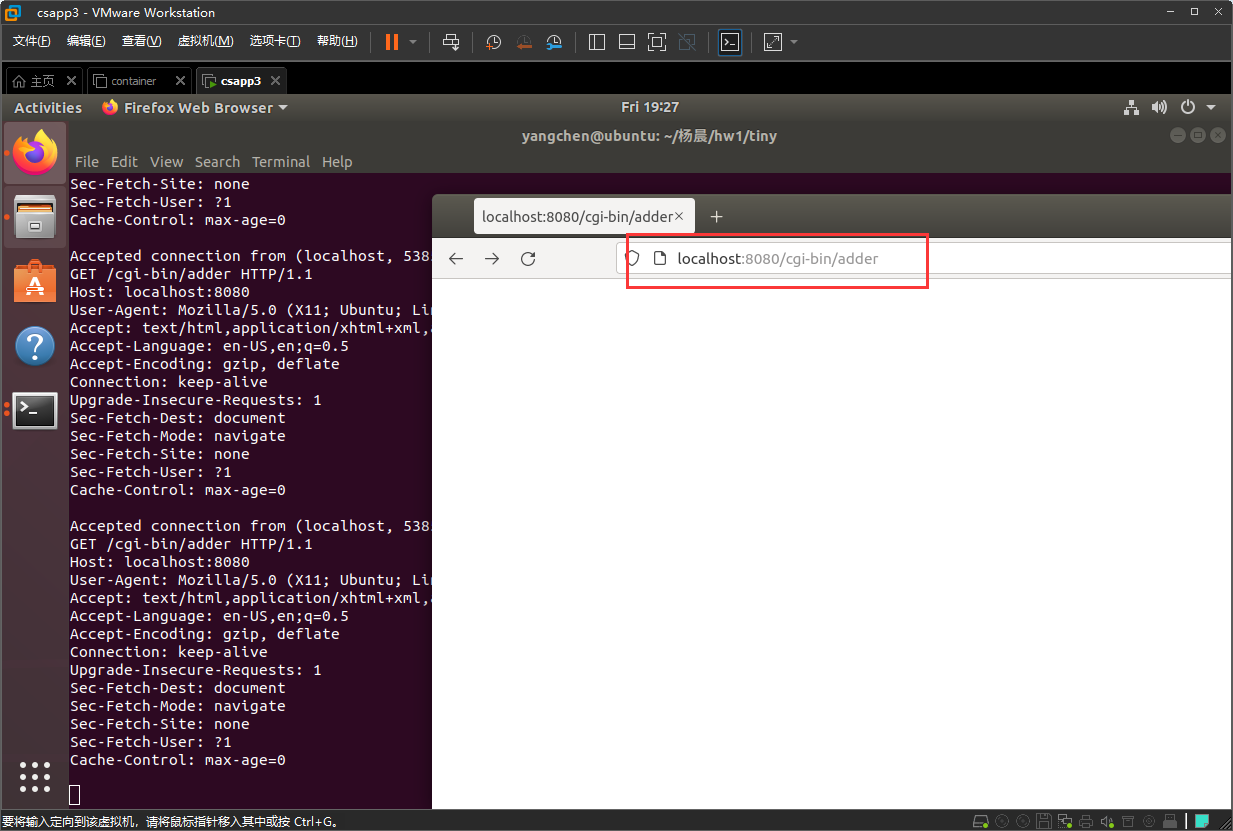 csapp3 - VMware Workstation
文件(F) 编辑(E) 查看(V) 虚拟机(M) 选项卡(T) 帮助(H)
主页 container csapp3
Activities Firefox Web Browser Fri 19:27
yangchen@ubuntu: ~/杨晨/hw1/tiny
File Edit View Search Terminal Help
Sec-Fetch-Site: none
Sec-Fetch-User: ?1
Cache-Control: max-age=0
Accepted connection from (localhost, 538
GET /cgi-bin/adder HTTP/1.1
Host: localhost:8080
User-Agent: Mozilla/5.0 (X11; Ubuntu; Li
Accept: text/html,application/xhtml+xml,
Accept-Language: en-US,en;q=0.5
Accept-Encoding: gzip, deflate
Connection: keep-alive
Upgrade-Insecure-Requests: 1
Sec-Fetch-Dest: document
Sec-Fetch-Mode: navigate
Sec-Fetch-Site: none
Sec-Fetch-User: ?1
Cache-Control: max-age=0
Accepted connection from (localhost, 538
GET /cgi-bin/adder HTTP/1.1
Host: localhost:8080
User-Agent: Mozilla/5.0 (X11; Ubuntu; Li
Accept: text/html,application/xhtml+xml,
Accept-Language: en-US,en;q=0.5
Accept-Encoding: gzip, deflate
Connection: keep-alive
Upgrade-Insecure-Requests: 1
Sec-Fetch-Dest: document
Sec-Fetch-Mode: navigate
Sec-Fetch-Site: none
Sec-Fetch-User: ?1
Cache-Control: max-age=0
localhost:8080/cgi-bin/adder
localhost:8080/cgi-bin/adder
要将输入定向到该虚拟机，请将鼠标指针移入其中或按 Ctrl+G。